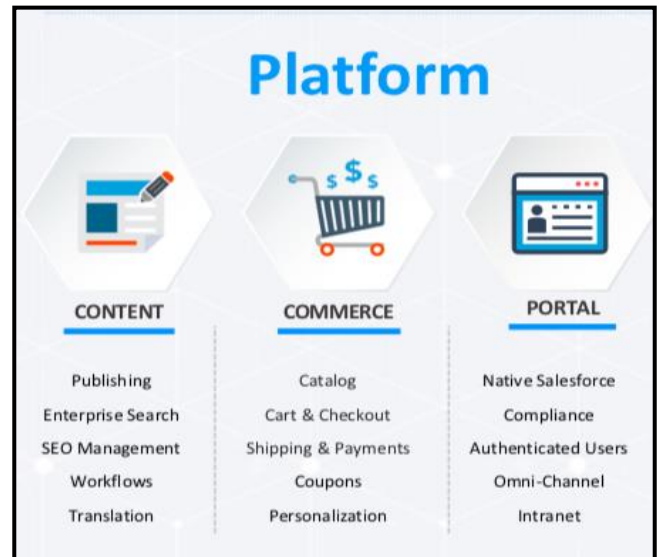 Platform
CONTENT
Publishing
Enterprise Search
SEO Management
Workflows
Translation
COMMERCE
$ $ $
Catalog
Cart & Checkout
Shipping & Payments
Coupons
Personalization
PORTAL
Native Salesforce
Compliance
Authenticated Users
Omni-Channel
Intranet